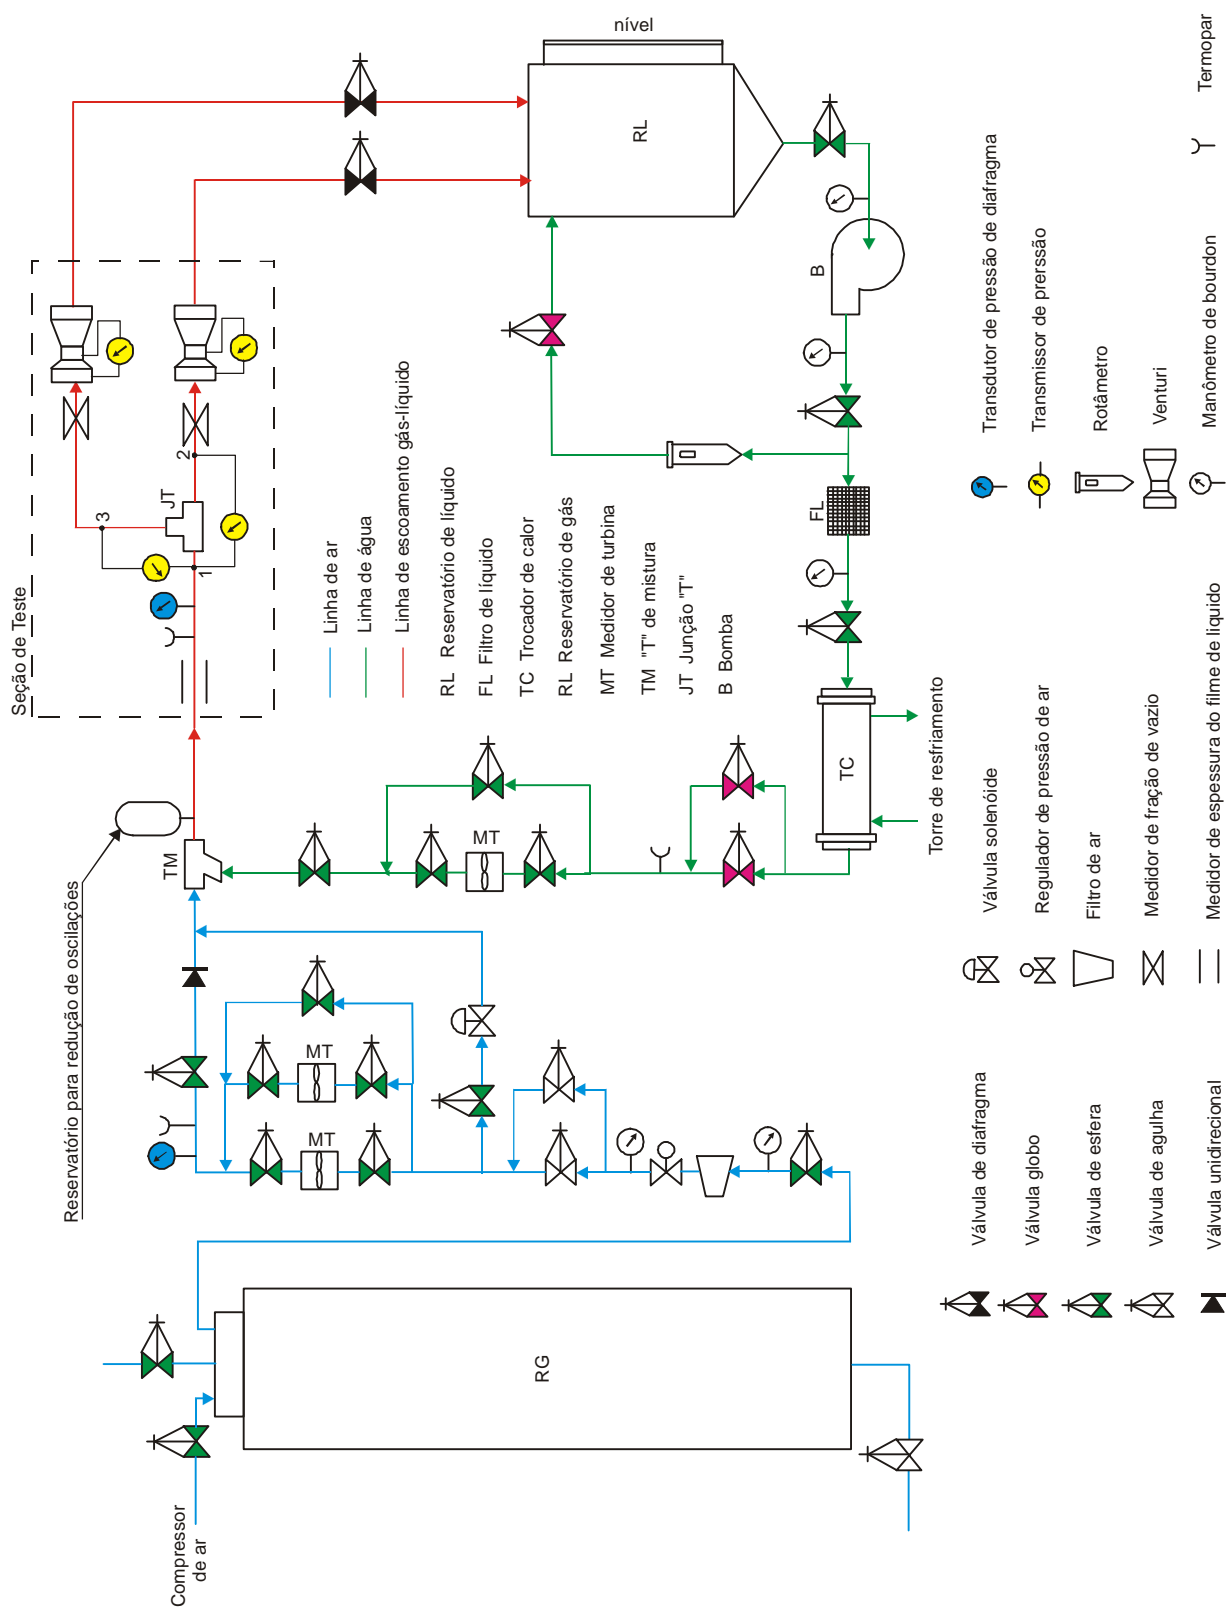 Seção de Teste
3
JT
2
1
nível
RL
B
FL
TC
Torre de resfriamento
Reservatório para redução de oscilações
TM
MT
MT
MT
RG
Compressor
de ar
Linha de ar
Linha de água
Linha de escoamento gás-líquido
RL Reservatório de líquido
FL Filtro de líquido
TC Trocador de calor
RL Reservatório de gás
MT Medidor de turbina
TM "T" de mistura
JT Junção "T"
B Bomba
Válvula de diafragma
Válvula globo
Válvula de esfera
Válvula de agulha
Válvula unidirecional
Válvula solenóide
Regulador de pressão de ar
Filtro de ar
Medidor de fração de vazio
Medidor de espessura do filme de liquido
Transdutor de pressão de diafragma
Transmissor de prerssão
Rotâmetro
Venturi
Manômetro de bourdon
Termopar